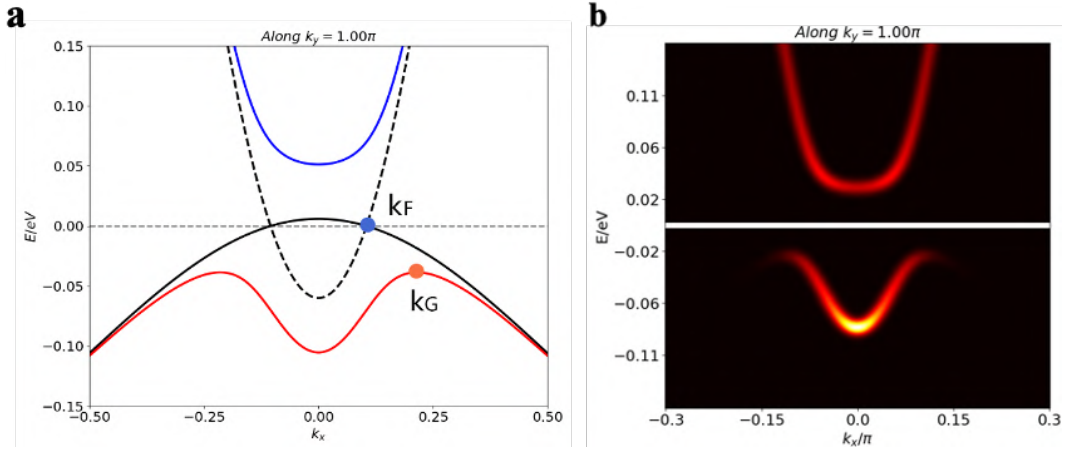 a
Along k_y = 1.00π
0.15
0.10
0.05
0.00
−0.05
−0.10
−0.15
E/eV
k_F
k_G
−0.50
−0.25
0.00
0.25
0.50
k_x
b
Along k_y = 1.00π
0.11
0.06
0.02
−0.02
−0.06
−0.11
E/eV
−0.3
−0.15
0.0
0.15
0.3
k_x/π